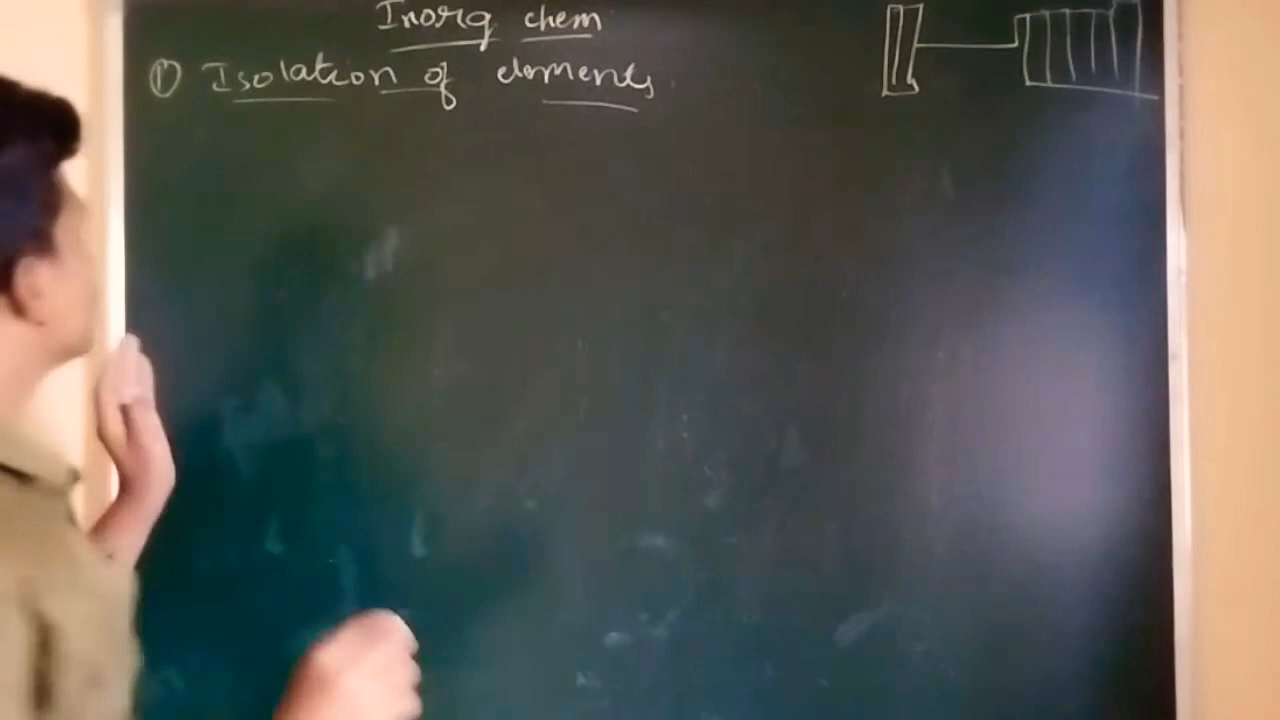 Inorg chem
① Isolation of elements